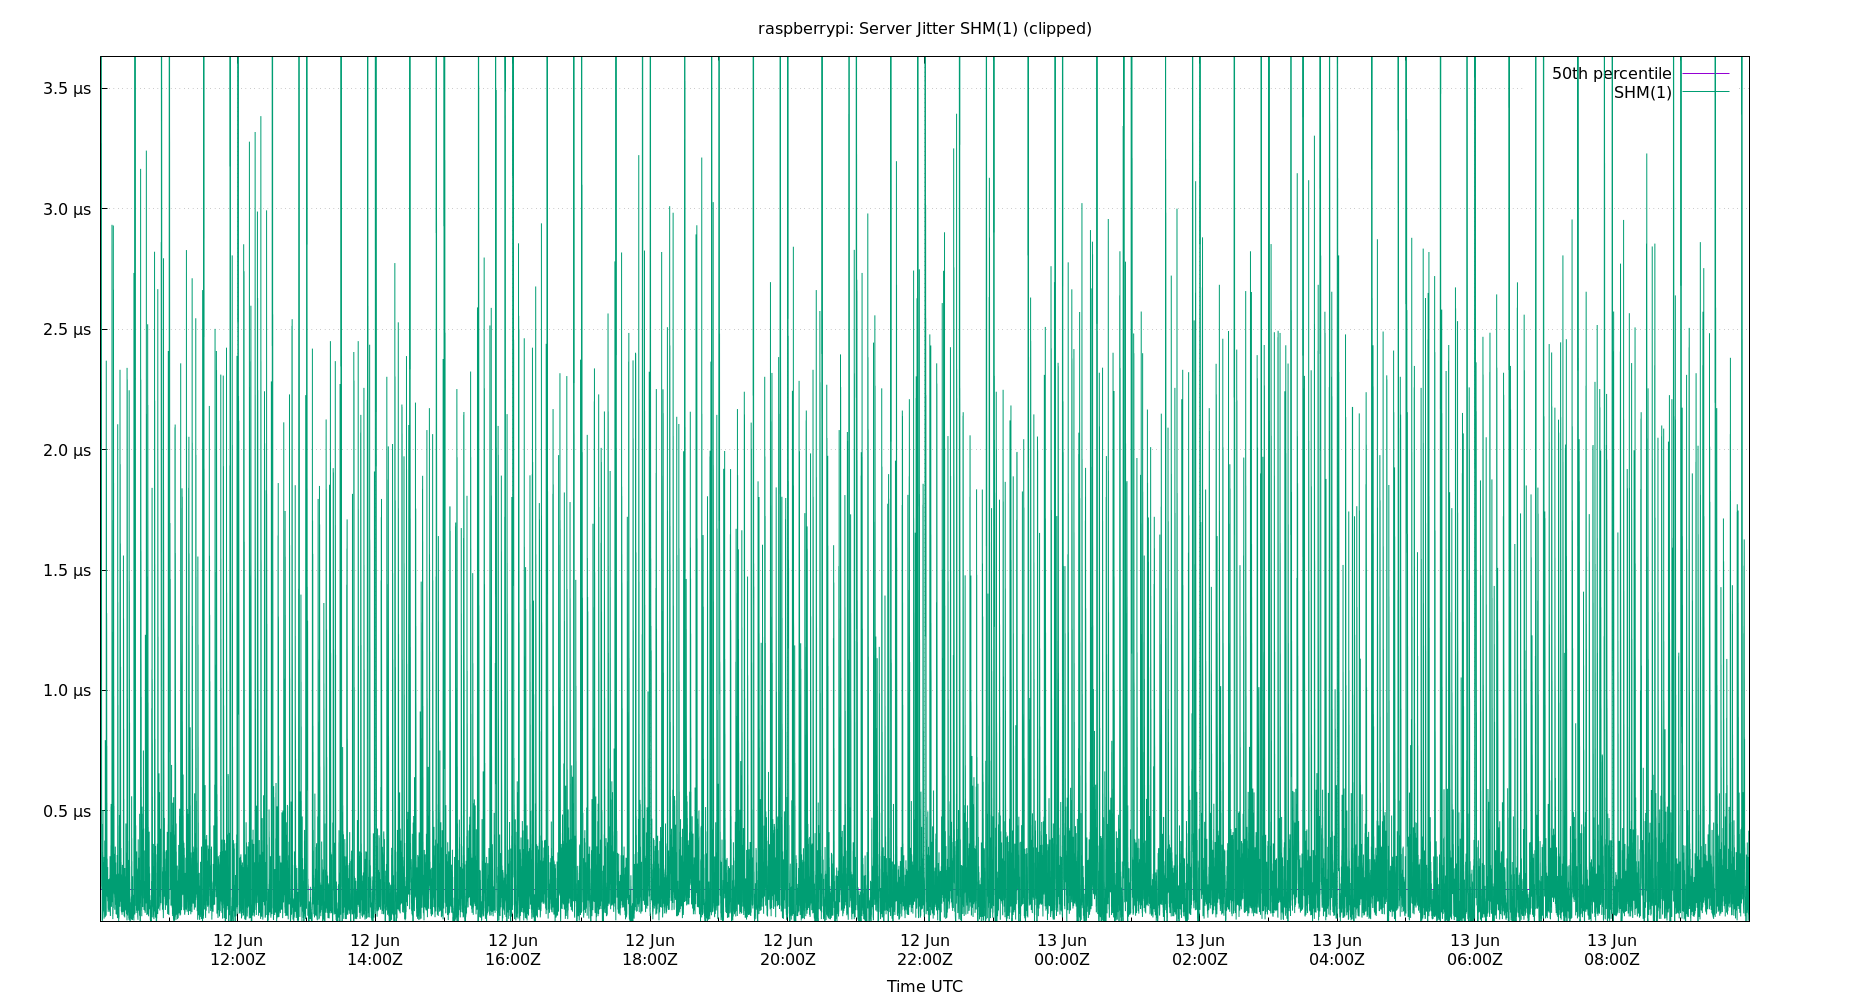 raspberrypi: Server Jitter SHM(1) (clipped)
50th percentile
SHM(1)
3.5 µs
3.0 µs
2.5 µs
2.0 µs
1.5 µs
1.0 µs
0.5 µs
12 Jun 12 Jun 12 Jun 12 Jun 12 Jun 12 Jun 13 Jun 13 Jun 13 Jun 13 Jun 13 Jun
12:00Z 14:00Z 16:00Z 18:00Z 20:00Z 22:00Z 00:00Z 02:00Z 04:00Z 06:00Z 08:00Z
Time UTC